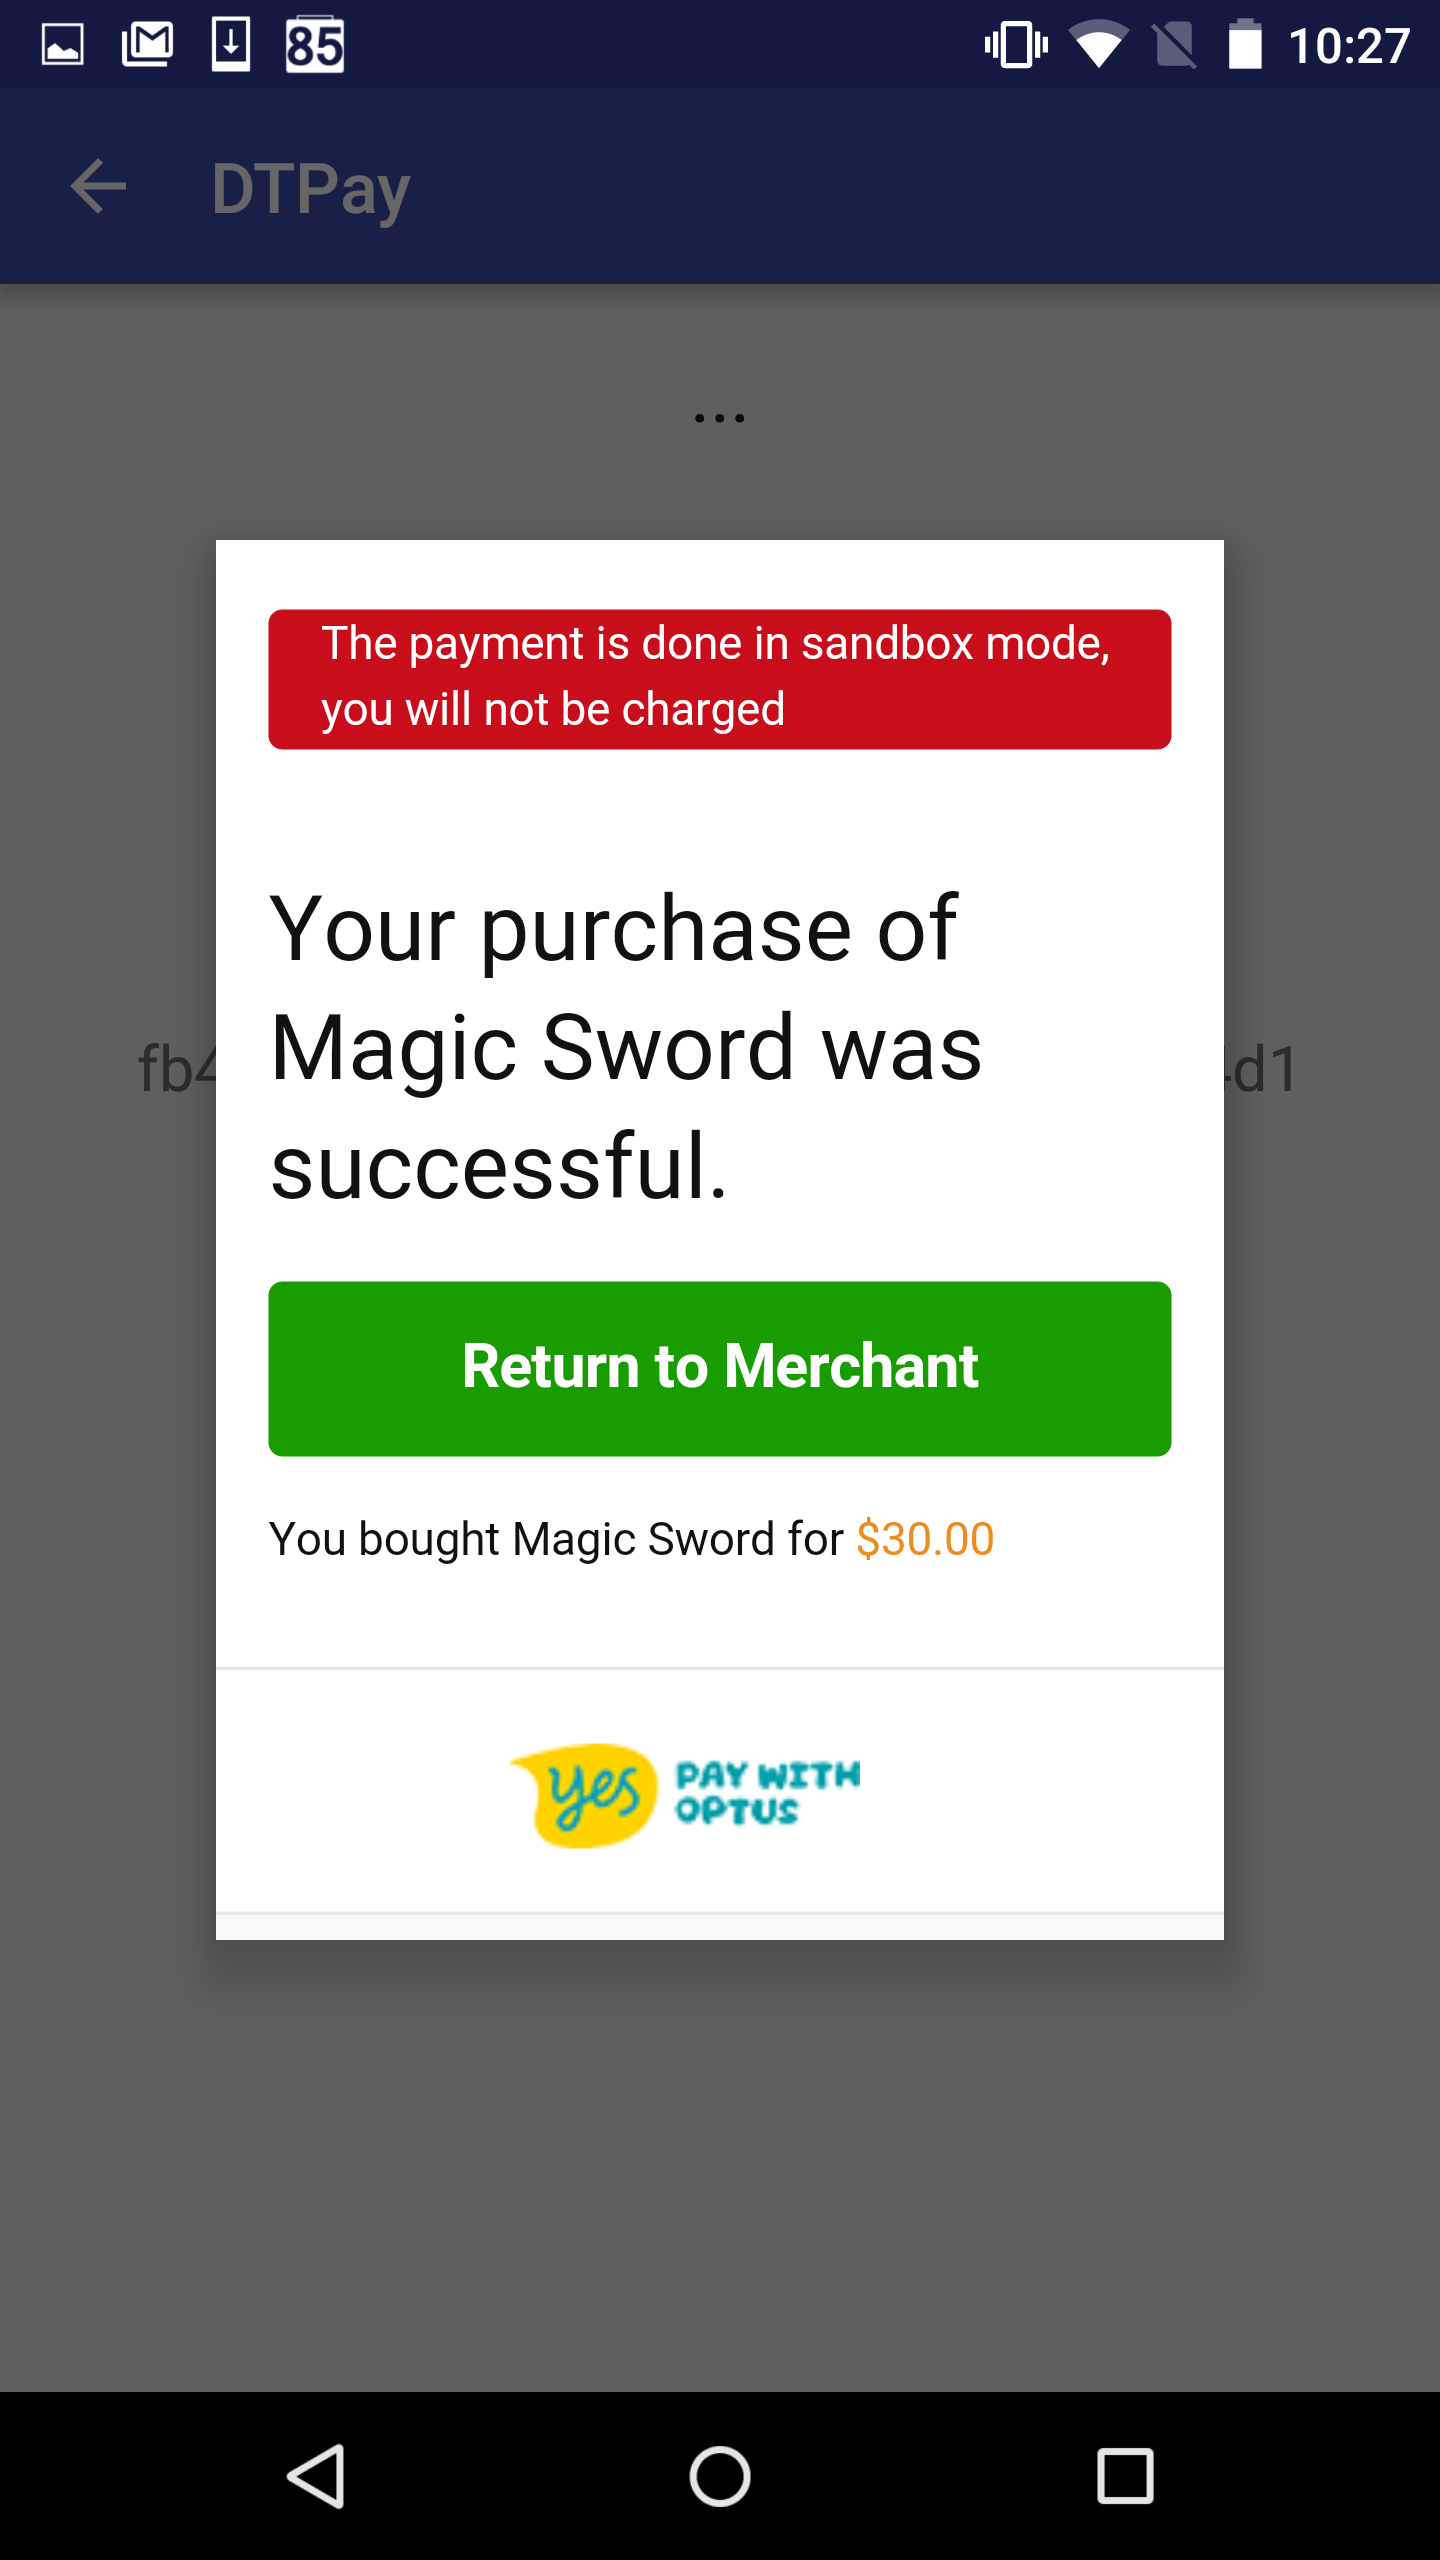 85
10:27
DTPay
...
The payment is done in sandbox mode,
you will not be charged
Your purchase of
Magic Sword was
successful.
fb4
d1
Return to Merchant
You bought Magic Sword for $30.00
yes PAY WITH
OPTUS